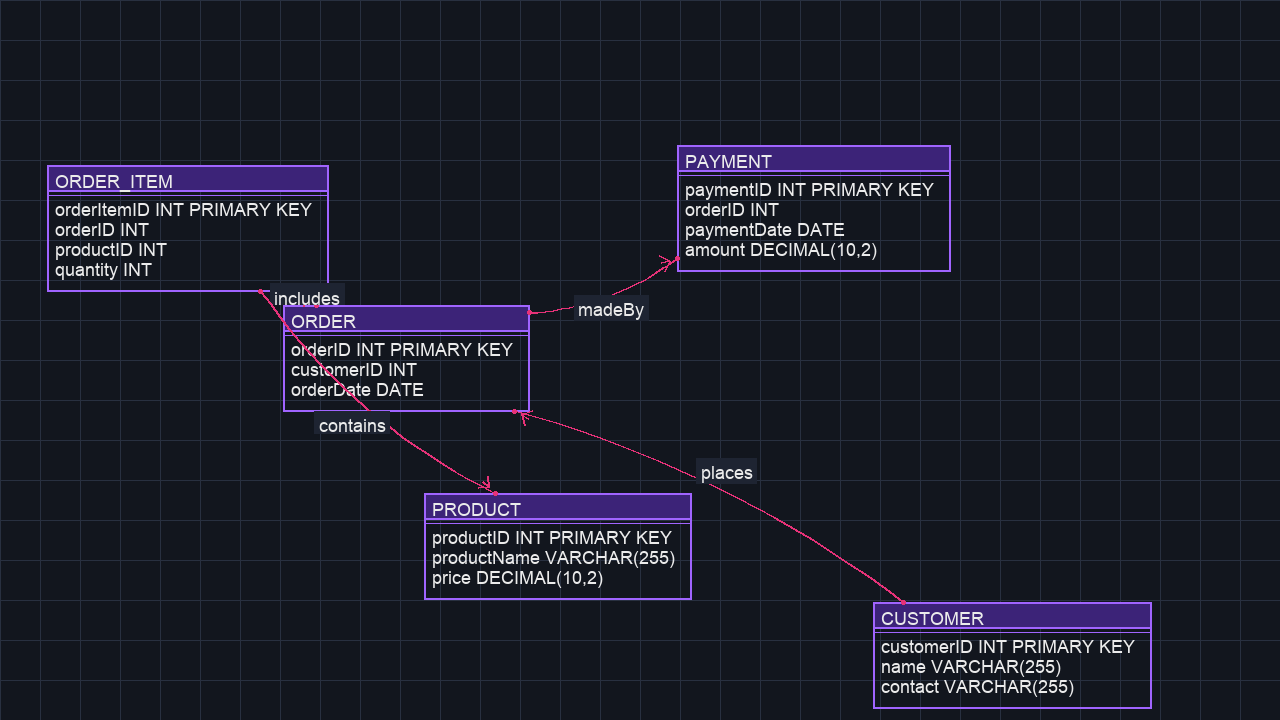 ORDER_ITEM
orderItemID INT PRIMARY KEY
orderID INT
productID INT
quantity INT
PAYMENT
paymentID INT PRIMARY KEY
orderID INT
paymentDate DATE
amount DECIMAL(10,2)
includes
madeBy
ORDER
orderID INT PRIMARY KEY
customerID INT
orderDate DATE
contains
places
PRODUCT
productID INT PRIMARY KEY
productName VARCHAR(255)
price DECIMAL(10,2)
CUSTOMER
customerID INT PRIMARY KEY
name VARCHAR(255)
contact VARCHAR(255)